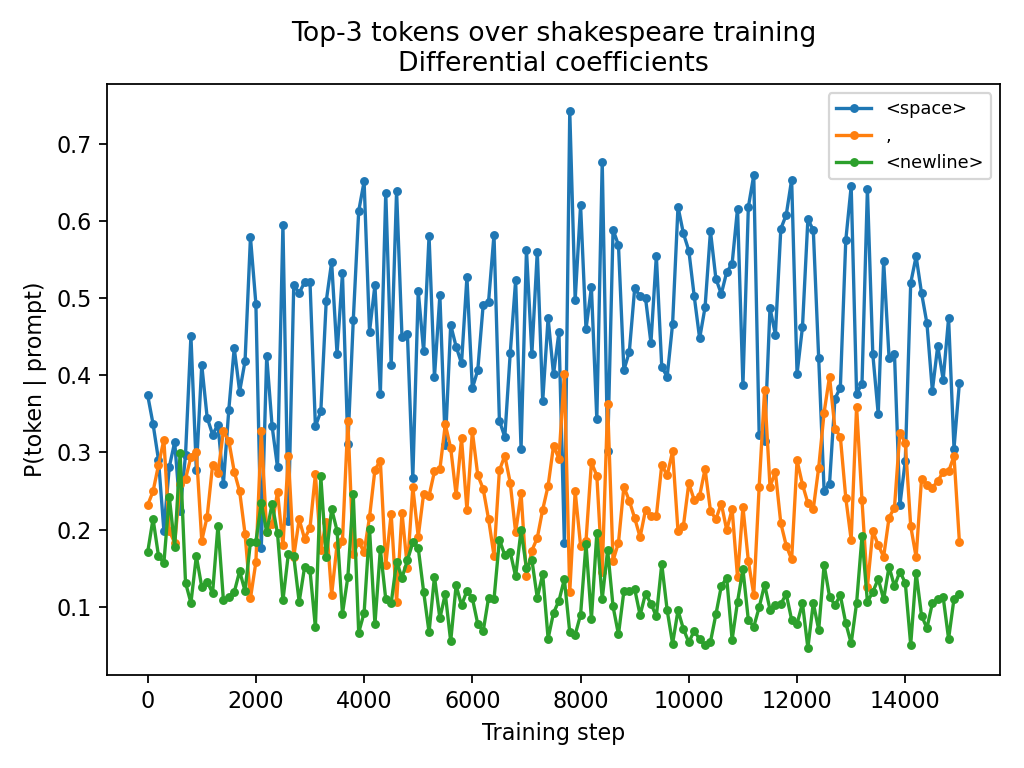 Top-3 tokens over shakespeare training
Differential coefficients
<space>
,
<newline>
P(token | prompt)
0.7
0.6
0.5
0.4
0.3
0.2
0.1
0 2000 4000 6000 8000 10000 12000 14000
Training step